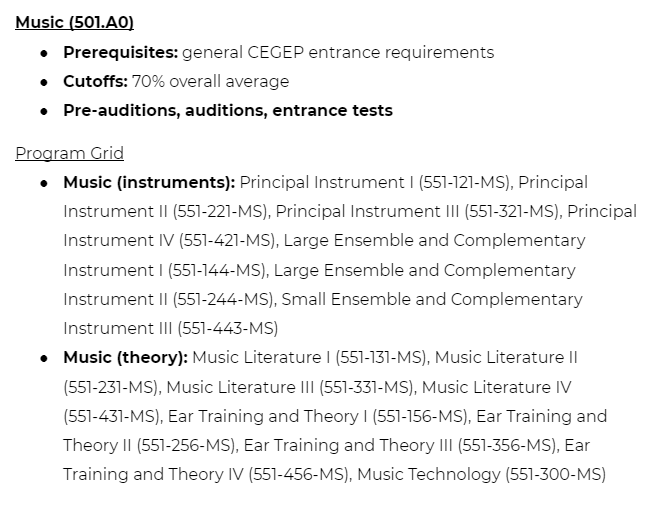 Music (501.A0)
● Prerequisites: general CEGEP entrance requirements
● Cutoffs: 70% overall average
● Pre-auditions, auditions, entrance tests
Program Grid
● Music (instruments): Principal Instrument I (551-121-MS), Principal
Instrument II (551-221-MS), Principal Instrument III (551-321-MS), Principal
Instrument IV (551-421-MS), Large Ensemble and Complementary
Instrument I (551-144-MS), Large Ensemble and Complementary
Instrument II (551-244-MS), Small Ensemble and Complementary
Instrument III (551-443-MS)
● Music (theory): Music Literature I (551-131-MS), Music Literature II
(551-231-MS), Music Literature III (551-331-MS), Music Literature IV
(551-431-MS), Ear Training and Theory I (551-156-MS), Ear Training and
Theory II (551-256-MS), Ear Training and Theory III (551-356-MS), Ear
Training and Theory IV (551-456-MS), Music Technology (551-300-MS)